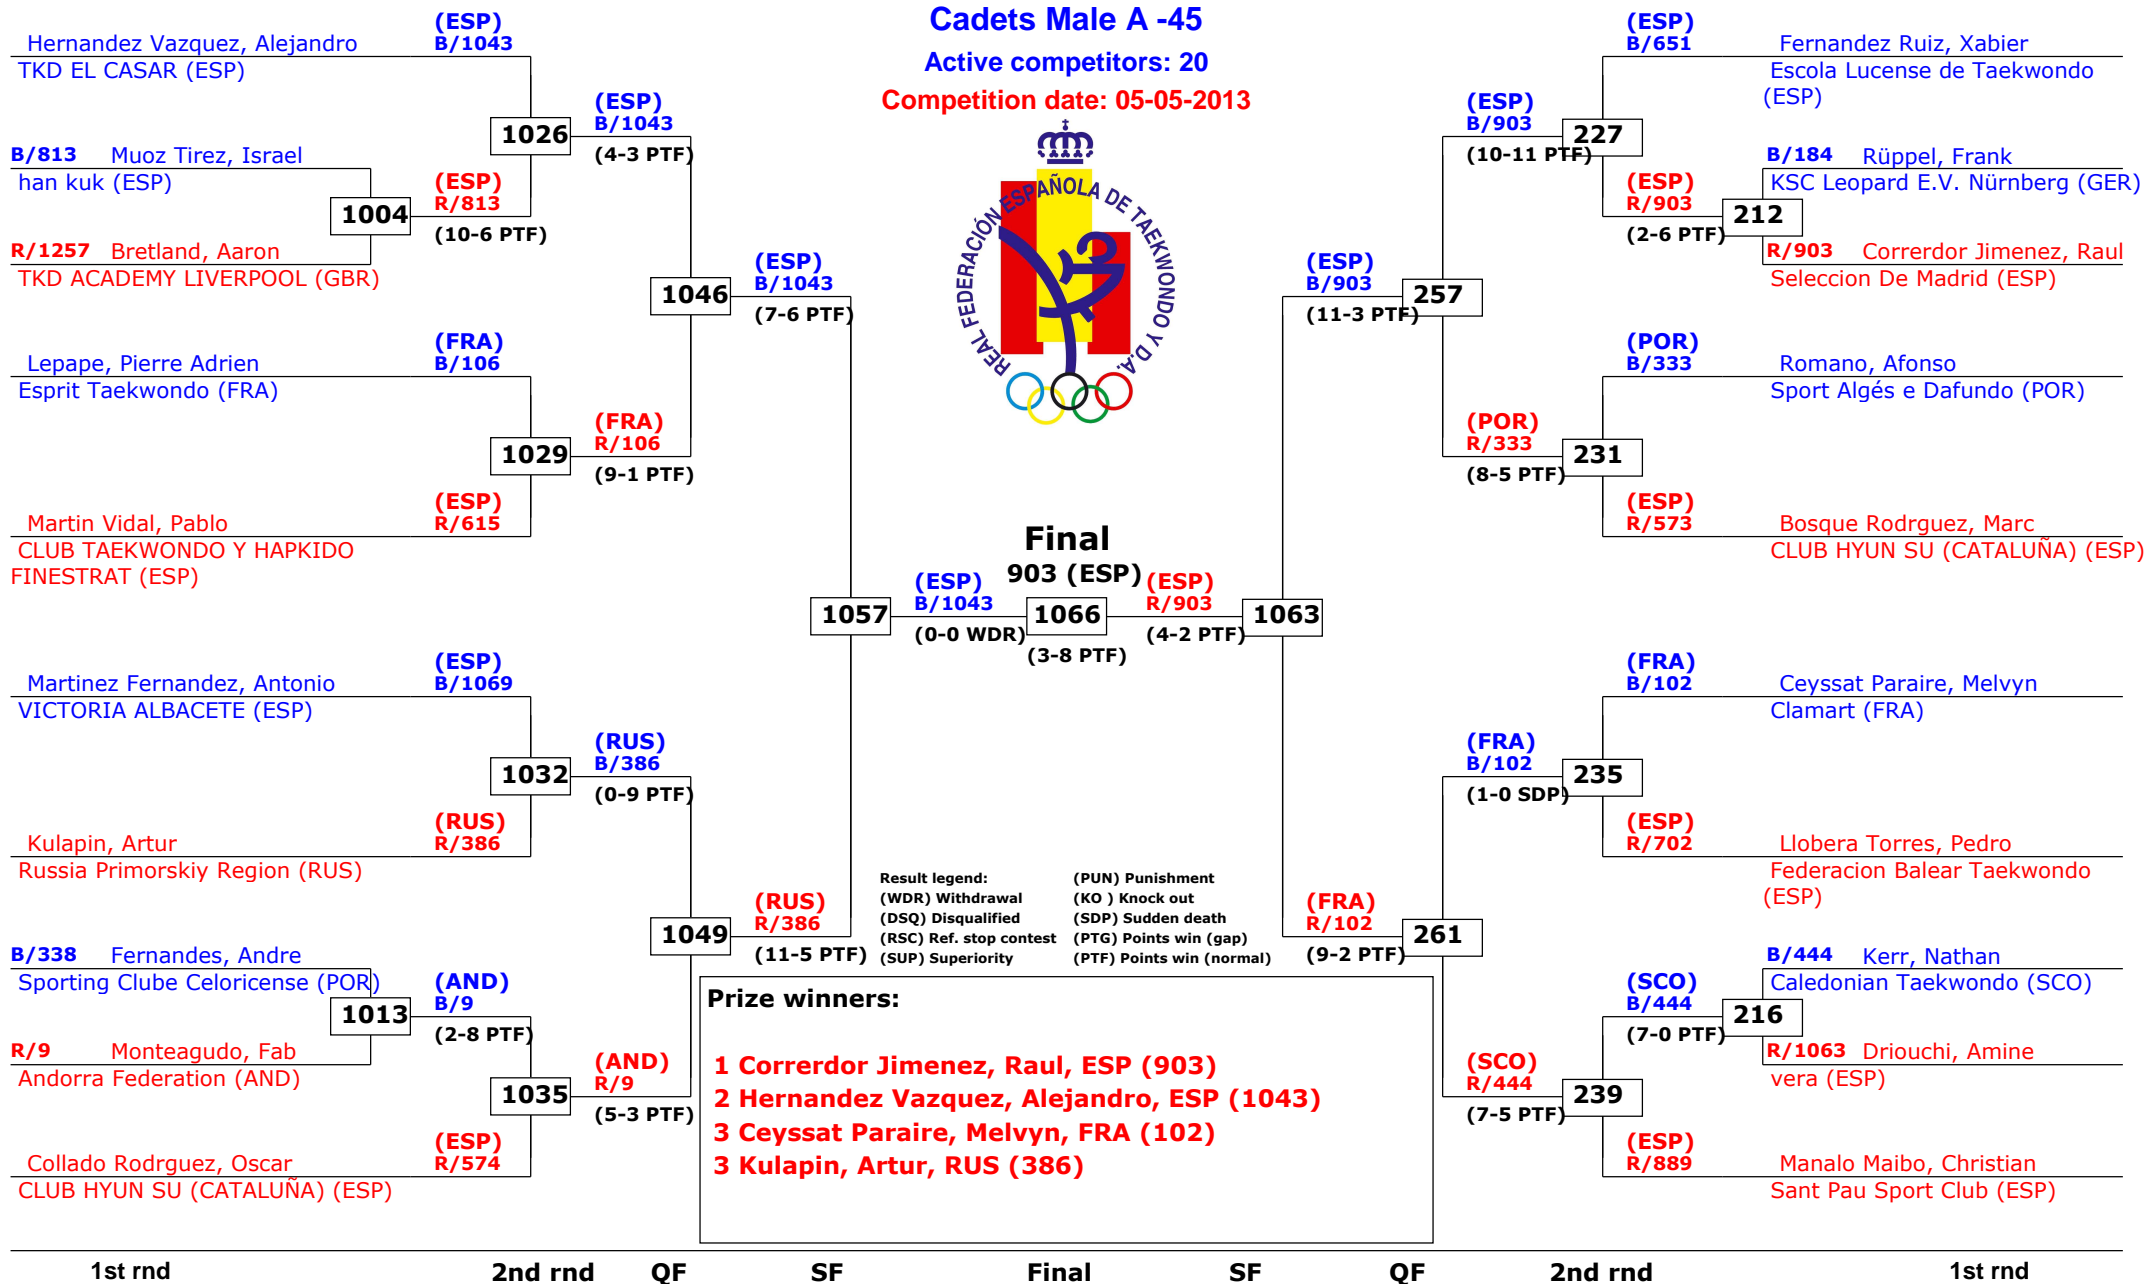 Cadets Male A -45
Active competitors: 20
Competition date: 05-05-2013
REAL FEDERACIÓN ESPAÑOLA DE TAEKWONDO Y D.A.
(ESP)
Hernandez Vazquez, Alejandro B/1043
TKD EL CASAR (ESP)
(ESP)
B/1043
1026
(4-3 PTF)
B/813 Muoz Tirez, Israel
han kuk (ESP)
(ESP)
R/813
1004
(10-6 PTF)
R/1257 Bretland, Aaron
TKD ACADEMY LIVERPOOL (GBR)
(ESP)
B/1043
1046
(7-6 PTF)
(FRA)
Lepape, Pierre Adrien B/106
Esprit Taekwondo (FRA)
(FRA)
R/106
1029
(9-1 PTF)
(ESP)
Martin Vidal, Pablo R/615
CLUB TAEKWONDO Y HAPKIDO
FINESTRAT (ESP)
(ESP)
B/1043
1057
(0-0 WDR)
(ESP)
Martinez Fernandez, Antonio B/1069
VICTORIA ALBACETE (ESP)
(RUS)
B/386
1032
(0-9 PTF)
(RUS)
Kulapin, Artur R/386
Russia Primorskiy Region (RUS)
(RUS)
R/386
1049
(11-5 PTF)
B/338 Fernandes, Andre
Sporting Clube Celoricense (POR)
(AND)
B/9
1013
(2-8 PTF)
R/9 Monteagudo, Fab
Andorra Federation (AND)
(AND)
R/9
1035
(5-3 PTF)
(ESP)
Collado Rodrguez, Oscar R/574
CLUB HYUN SU (CATALUÑA) (ESP)
Final
903 (ESP)
1066
(3-8 PTF)
(ESP)
R/903
1063
(4-2 PTF)
(ESP)
B/651 Fernandez Ruiz, Xabier
Escola Lucense de Taekwondo
(ESP)
(ESP)
B/903
227
(10-11 PTF)
B/184 Rüppel, Frank
KSC Leopard E.V. Nürnberg (GER)
(ESP)
R/903
212
(2-6 PTF)
R/903 Correrdor Jimenez, Raul
Seleccion De Madrid (ESP)
(ESP)
B/903
257
(11-3 PTF)
(POR)
B/333 Romano, Afonso
Sport Algés e Dafundo (POR)
(POR)
R/333
231
(8-5 PTF)
(ESP)
R/573 Bosque Rodrguez, Marc
CLUB HYUN SU (CATALUÑA) (ESP)
(FRA)
B/102 Ceyssat Paraire, Melvyn
Clamart (FRA)
(FRA)
B/102
235
(1-0 SDP)
(ESP)
R/702 Llobera Torres, Pedro
Federacion Balear Taekwondo
(ESP)
(FRA)
R/102
261
(9-2 PTF)
B/444 Kerr, Nathan
Caledonian Taekwondo (SCO)
(SCO)
B/444
216
(7-0 PTF)
R/1063 Driouchi, Amine
vera (ESP)
(SCO)
R/444
239
(7-5 PTF)
(ESP)
R/889 Manalo Maibo, Christian
Sant Pau Sport Club (ESP)
Result legend: (PUN) Punishment
(WDR) Withdrawal (KO ) Knock out
(DSQ) Disqualified (SDP) Sudden death
(RSC) Ref. stop contest (PTG) Points win (gap)
(SUP) Superiority (PTF) Points win (normal)
Prize winners:
1 Correrdor Jimenez, Raul, ESP (903)
2 Hernandez Vazquez, Alejandro, ESP (1043)
3 Ceyssat Paraire, Melvyn, FRA (102)
3 Kulapin, Artur, RUS (386)
1st rnd 2nd rnd QF SF Final SF QF 2nd rnd 1st rnd